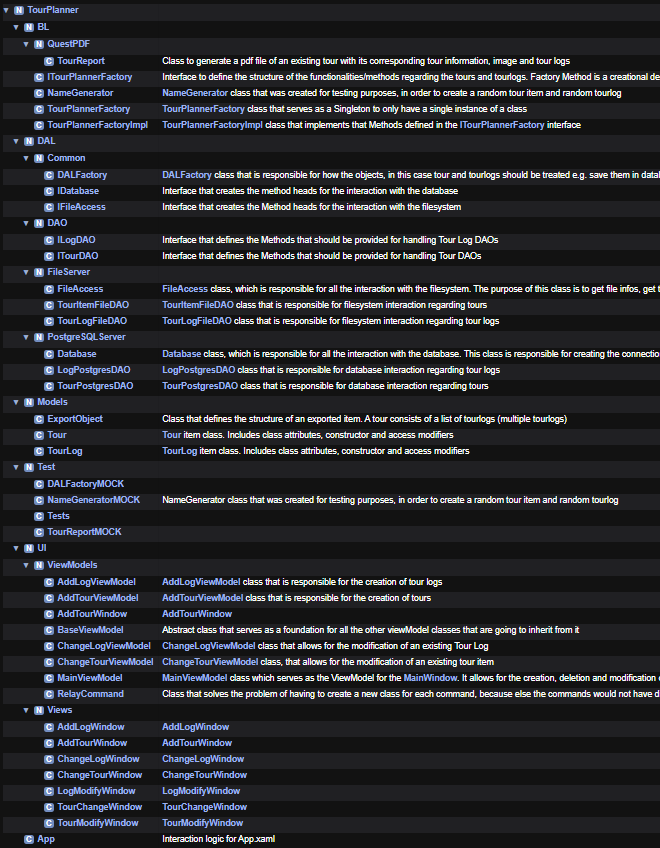 N TourPlanner
N BL
N QuestPDF
C TourReport Class to generate a pdf file of an existing tour with its corresponding tour information, image and tour logs
C ITourPlannerFactory Interface to define the structure of the functionalities/methods regarding the tours and tourlogs. Factory Method is a creational de
C NameGenerator NameGenerator class that was created for testing purposes, in order to create a random tour item and random tourlog
C TourPlannerFactory TourPlannerFactory class that serves as a Singleton to only have a single instance of a class
C TourPlannerFactoryImpl TourPlannerFactoryImpl class that implements that Methods defined in the ITourPlannerFactory interface
N DAL
N Common
C DALFactory DALFactory class that is responsible for how the objects, in this case tour and tourlogs should be treated e.g. save them in datal
C IDatabase Interface that creates the method heads for the interaction with the database
C IFileAccess Interface that creates the Method heads for the interaction with the filesystem
N DAO
C ILogDAO Interface that defines the Methods that should be provided for handling Tour Log DAOs
C ITourDAO Interface that defines the Methods that should be provided for handling Tour DAOs
N FileServer
C FileAccess FileAccess class, which is responsible for all the interaction with the filesystem. The purpose of this class is to get file infos, get t
C TourItemFileDAO TourItemFileDAO class that is responsible for filesystem interaction regarding tours
C TourLogFileDAO TourLogFileDAO class that is responsible for filesystem interaction regarding tour logs
N PostgreSQLServer
C Database Database class, which is responsible for all the interaction with the database. This class is responsible for creating the connectio
C LogPostgresDAO LogPostgresDAO class that is responsible for database interaction regarding tour logs
C TourPostgresDAO TourPostgresDAO class that is responsible for database interaction regarding tours
N Models
C ExportObject Class that defines the structure of an exported item. A tour consists of a list of tourlogs (multiple tourlogs)
C Tour Tour item class. Includes class attributes, constructor and access modifiers
C TourLog TourLog item class. Includes class attributes, constructor and access modifiers
N Test
C DALFactoryMOCK
C NameGeneratorMOCK NameGenerator class that was created for testing purposes, in order to create a random tour item and random tourlog
C Tests
C TourReportMOCK
N UI
N ViewModels
C AddLogViewModel AddLogViewModel class that is responsible for the creation of tour logs
C AddTourViewModel AddTourViewModel class that is responsible for the creation of tours
C AddTourWindow AddTourWindow
C BaseViewModel Abstract class that serves as a foundation for all the other viewModel classes that are going to inherit from it
C ChangeLogViewModel ChangeLogViewModel class that allows for the modification of an existing Tour Log
C ChangeTourViewModel ChangeTourViewModel class, that allows for the modification of an existing tour item
C MainViewModel MainViewModel class which serves as the ViewModel for the MainWindow. It allows for the creation, deletion and modification
C RelayCommand Class that solves the problem of having to create a new class for each command, because else the commands would not have d
N Views
C AddLogWindow AddLogWindow
C AddTourWindow AddTourWindow
C ChangeLogWindow ChangeLogWindow
C ChangeTourWindow ChangeTourWindow
C LogModifyWindow LogModifyWindow
C TourChangeWindow TourChangeWindow
C TourModifyWindow TourModifyWindow
C App Interaction logic for App.xaml